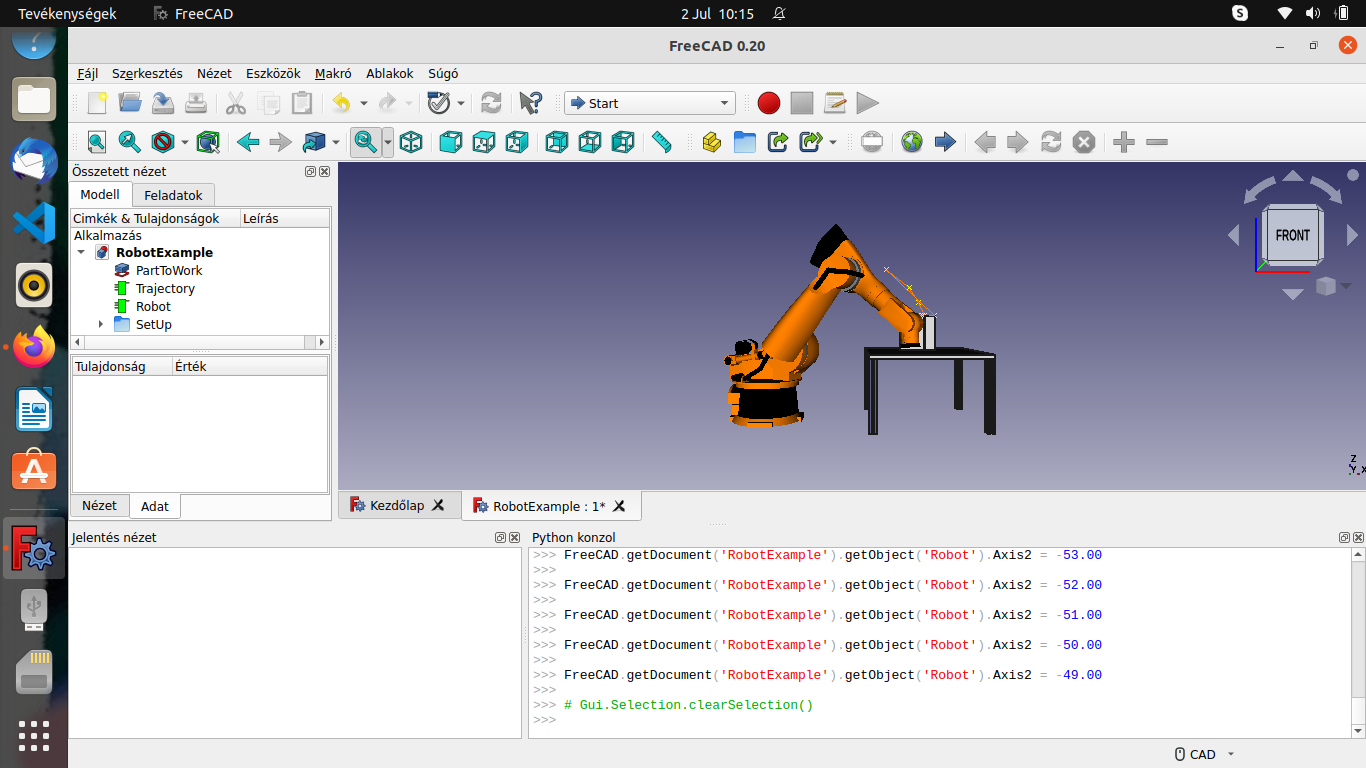 Tevékenységek FreeCAD 2 Jul 10:15
FreeCAD 0.20
Fájl Szerkesztés Nézet Eszközök Makró Ablakok Súgó
Start
Összetett nézet
Modell Feladatok
Cimkék & Tulajdonságok Leírás
Alkalmazás
RobotExample
PartToWork
Trajectory
Robot
SetUp
Tulajdonság Érték
Nézet Adat
FRONT
Z
Y X
Kezdőlap RobotExample : 1*
Jelentés nézet
Python konzol
>>> FreeCAD.getDocument('RobotExample').getObject('Robot').Axis2 = -53.00
>>>
>>> FreeCAD.getDocument('RobotExample').getObject('Robot').Axis2 = -52.00
>>>
>>> FreeCAD.getDocument('RobotExample').getObject('Robot').Axis2 = -51.00
>>>
>>> FreeCAD.getDocument('RobotExample').getObject('Robot').Axis2 = -50.00
>>>
>>> FreeCAD.getDocument('RobotExample').getObject('Robot').Axis2 = -49.00
>>>
>>> # Gui.Selection.clearSelection()
>>>
CAD